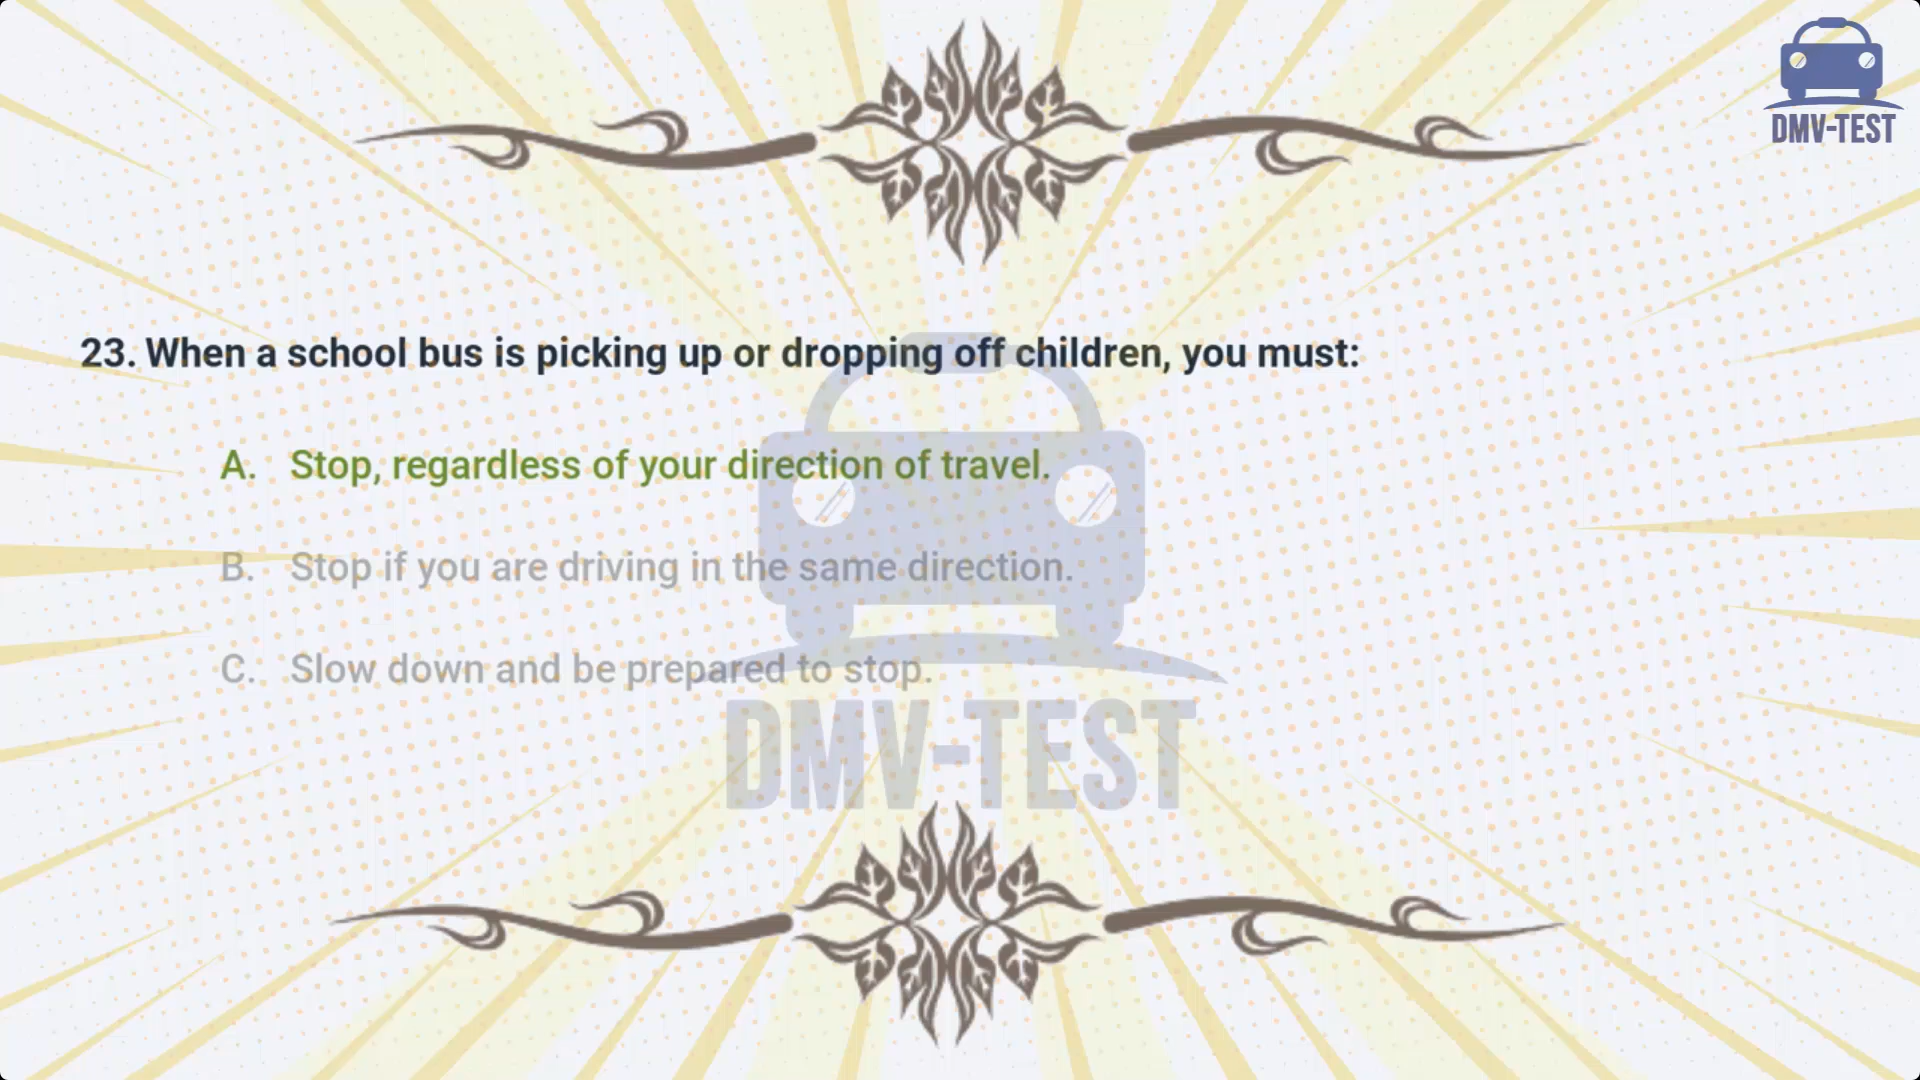 DMV-TEST
23. When a school bus is picking up or dropping off children, you must:
A. Stop, regardless of your direction of travel.
B. Stop if you are driving in the same direction.
C. Slow down and be prepared to stop.
DMV-TEST